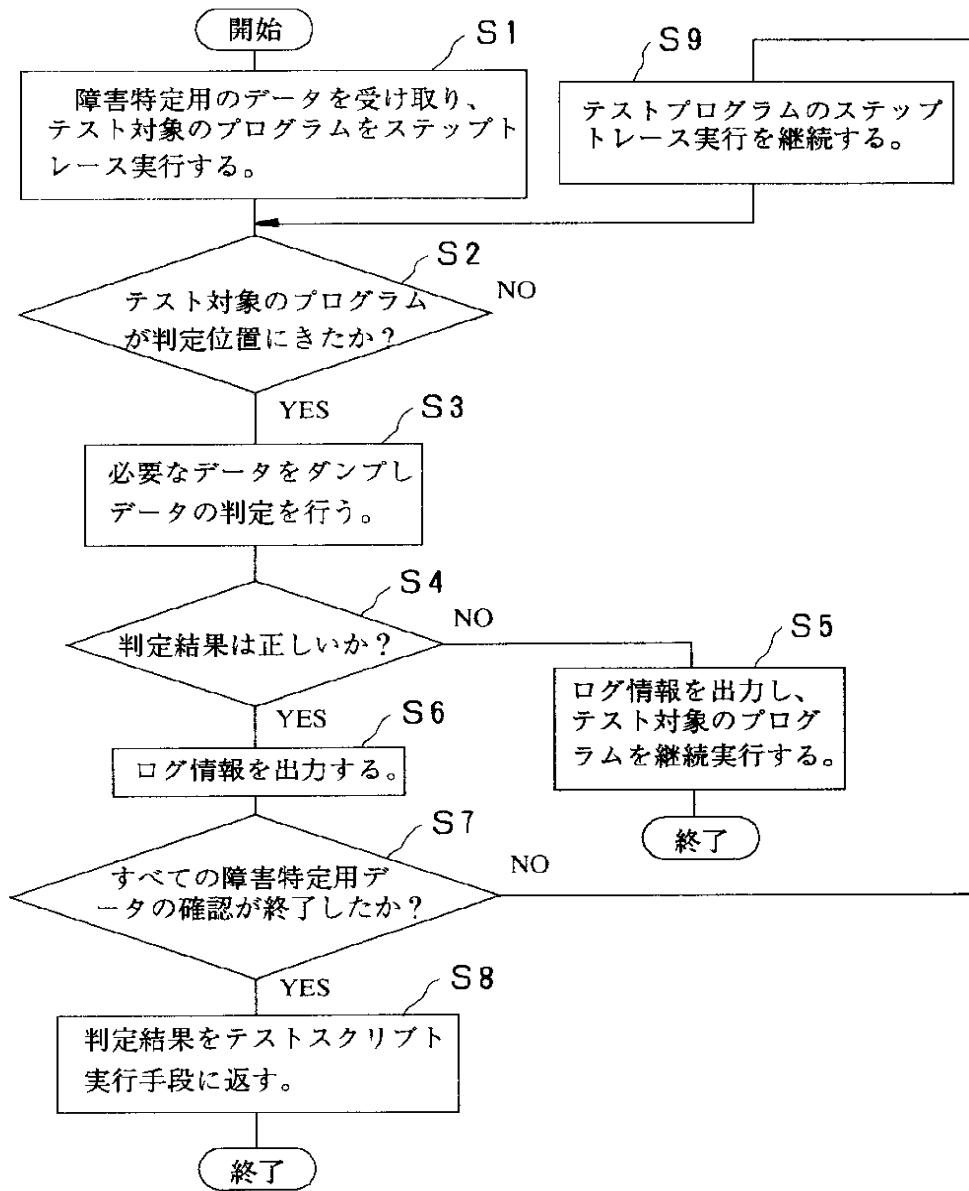 開始
S1
障害特定用のデータを受け取り、
テスト対象のプログラムをステップト
レース実行する。
S9
テストプログラムのステップ
トレース実行を継続する。
S2
テスト対象のプログラム
が判定位置にきたか？
NO
YES
S3
必要なデータをダンプし
データの判定を行う。
S4
判定結果は正しいか？
NO
YES
S5
ログ情報を出力し、
テスト対象のプログ
ラムを継続実行する。
終了
S6
ログ情報を出力する。
S7
すべての障害特定用デ
ータの確認が終了したか？
NO
YES
S8
判定結果をテストスクリプト
実行手段に返す。
終了